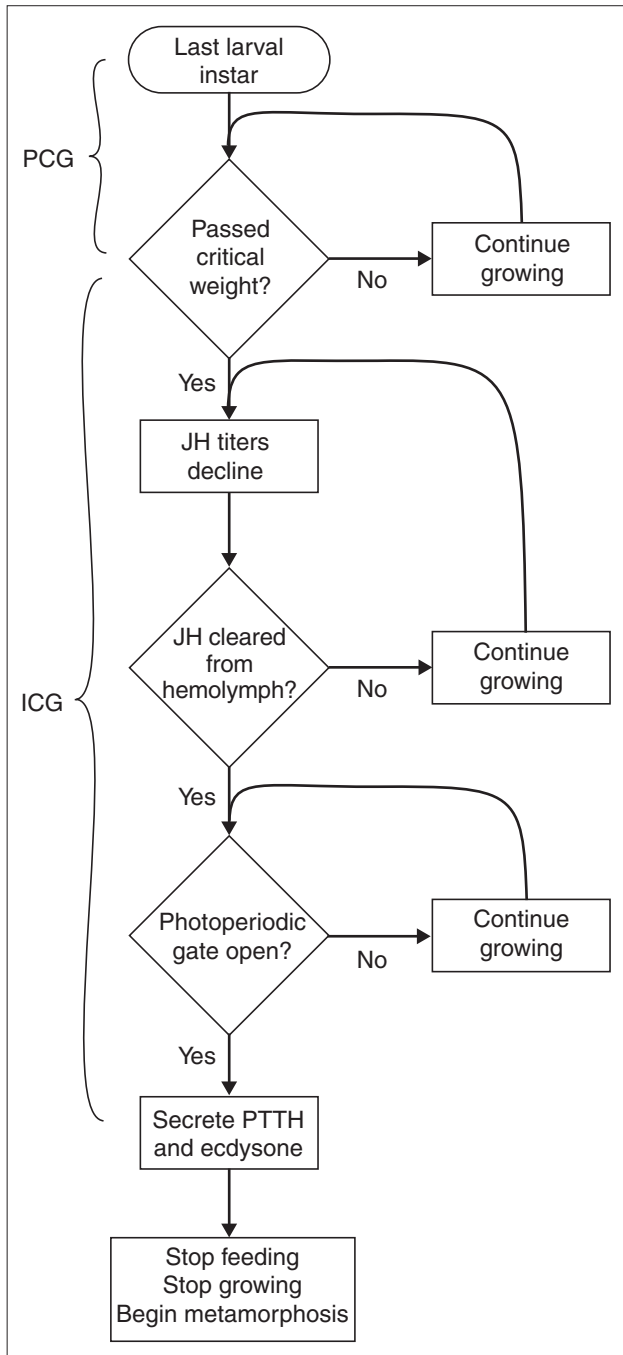 Last larval
instar
PCG
Passed
critical
weight?
No
Continue
growing
Yes
JH titers
decline
ICG
JH cleared
from
hemolymph?
No
Continue
growing
Yes
Photoperiodic
gate open?
No
Continue
growing
Yes
Secrete PTTH
and ecdysone
Stop feeding
Stop growing
Begin metamorphosis